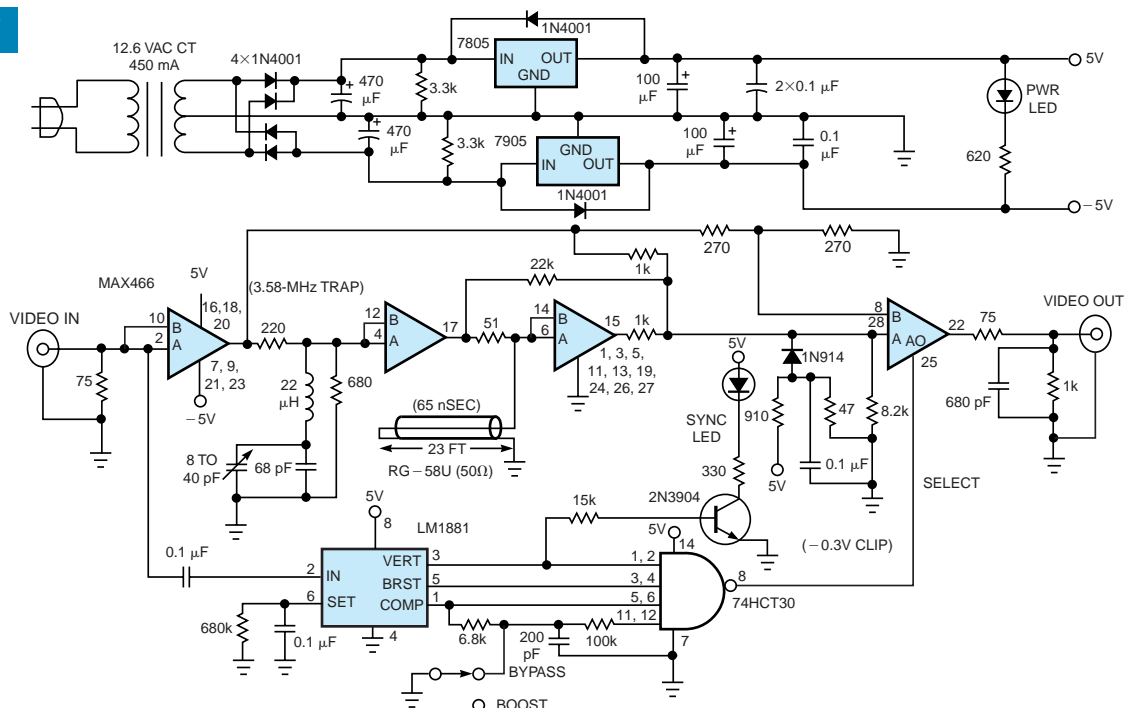 12.6 VAC CT
450 mA
4×1N4001
470
µF
3.3k
7805
1N4001
IN
OUT
GND
100
µF
2×0.1 µF
5V
PWR
LED
470
µF
3.3k
7905
GND
IN
OUT
1N4001
100
µF
0.1
µF
620
−5V
270
270
1k
22k
MAX466
5V
16, 18,
20
(3.58-MHz TRAP)
VIDEO IN
10
2
B
A
220
7, 9,
21, 23
−5V
75
12
4
B
A
17
51
14
6
B
A
15
1k
1, 3, 5,
11, 13, 19,
24, 26, 27
8
28
B
A
AO
22
25
75
VIDEO OUT
22
µH
680
(65 nSEC)
23 FT
RG−58U (50Ω)
8 TO
40 pF
68 pF
5V
SYNC
LED
330
1N914
910
47
8.2k
0.1 µF
5V
680 pF
1k
SELECT
(−0.3V CLIP)
2N3904
15k
5V
8
LM1881
0.1 µF
2
IN
6
SET
VERT
3
BRST
5
COMP
1
4
680k
0.1 µF
6.8k
200
pF
100k
BYPASS
BOOST
5V
14
1, 2
3, 4
5, 6
11, 12
8
74HCT30
7